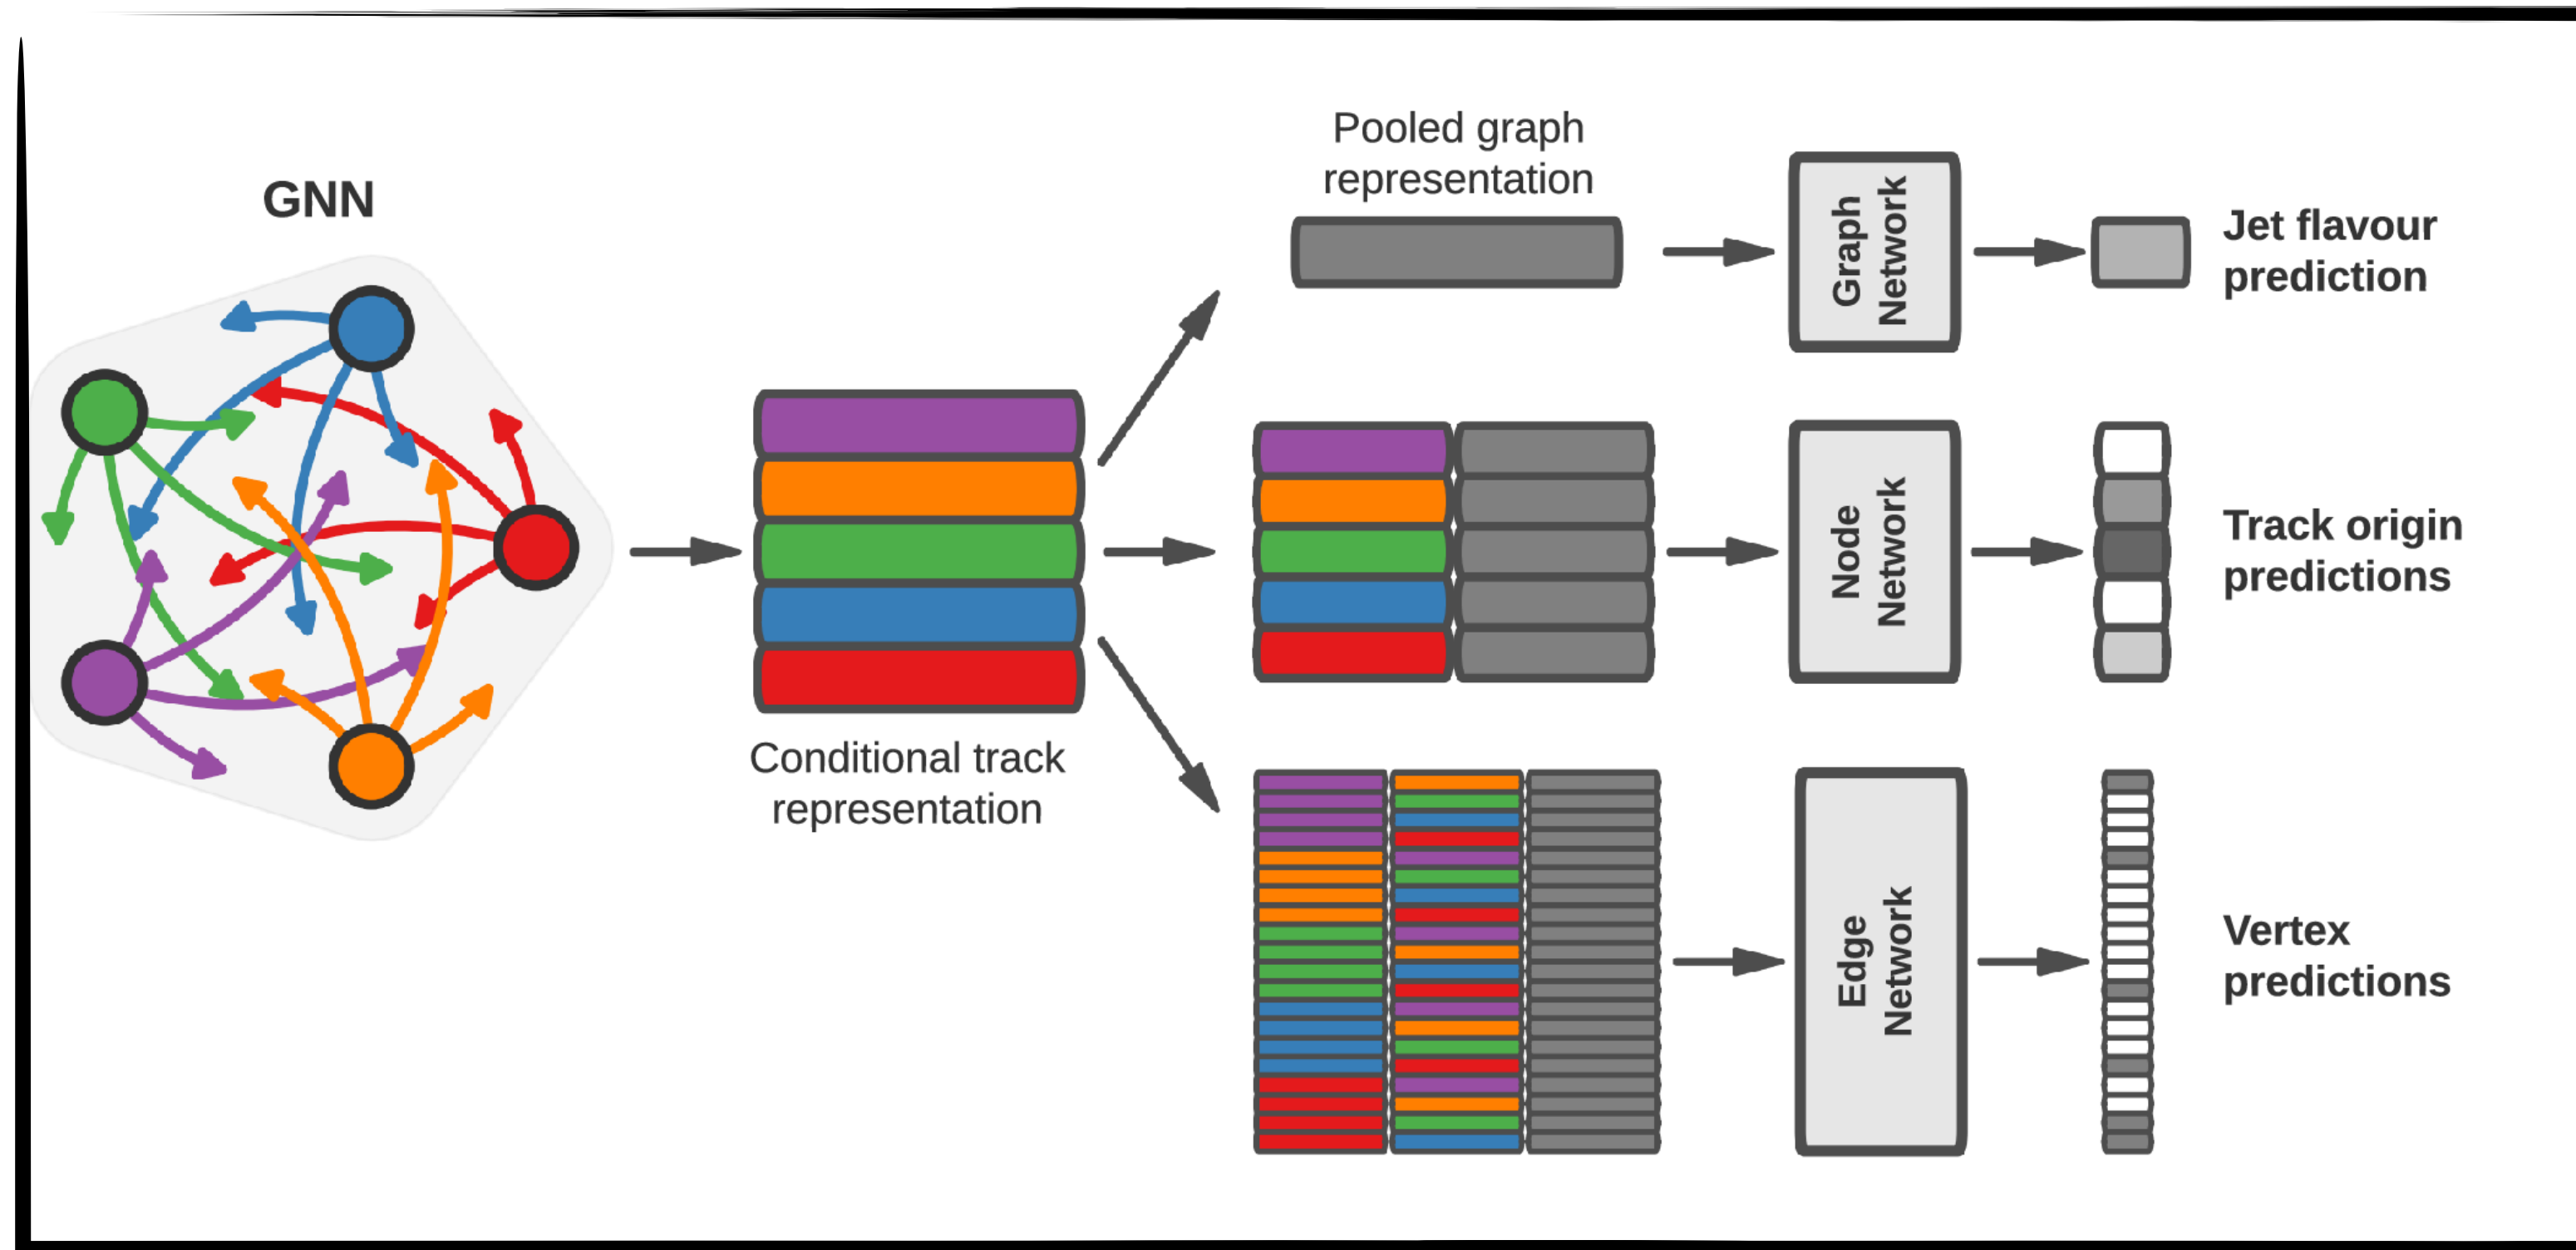 GNN
Conditional track
representation
Pooled graph
representation
Graph
Network
Jet flavour
prediction
Node
Network
Track origin
predictions
Edge
Network
Vertex
predictions